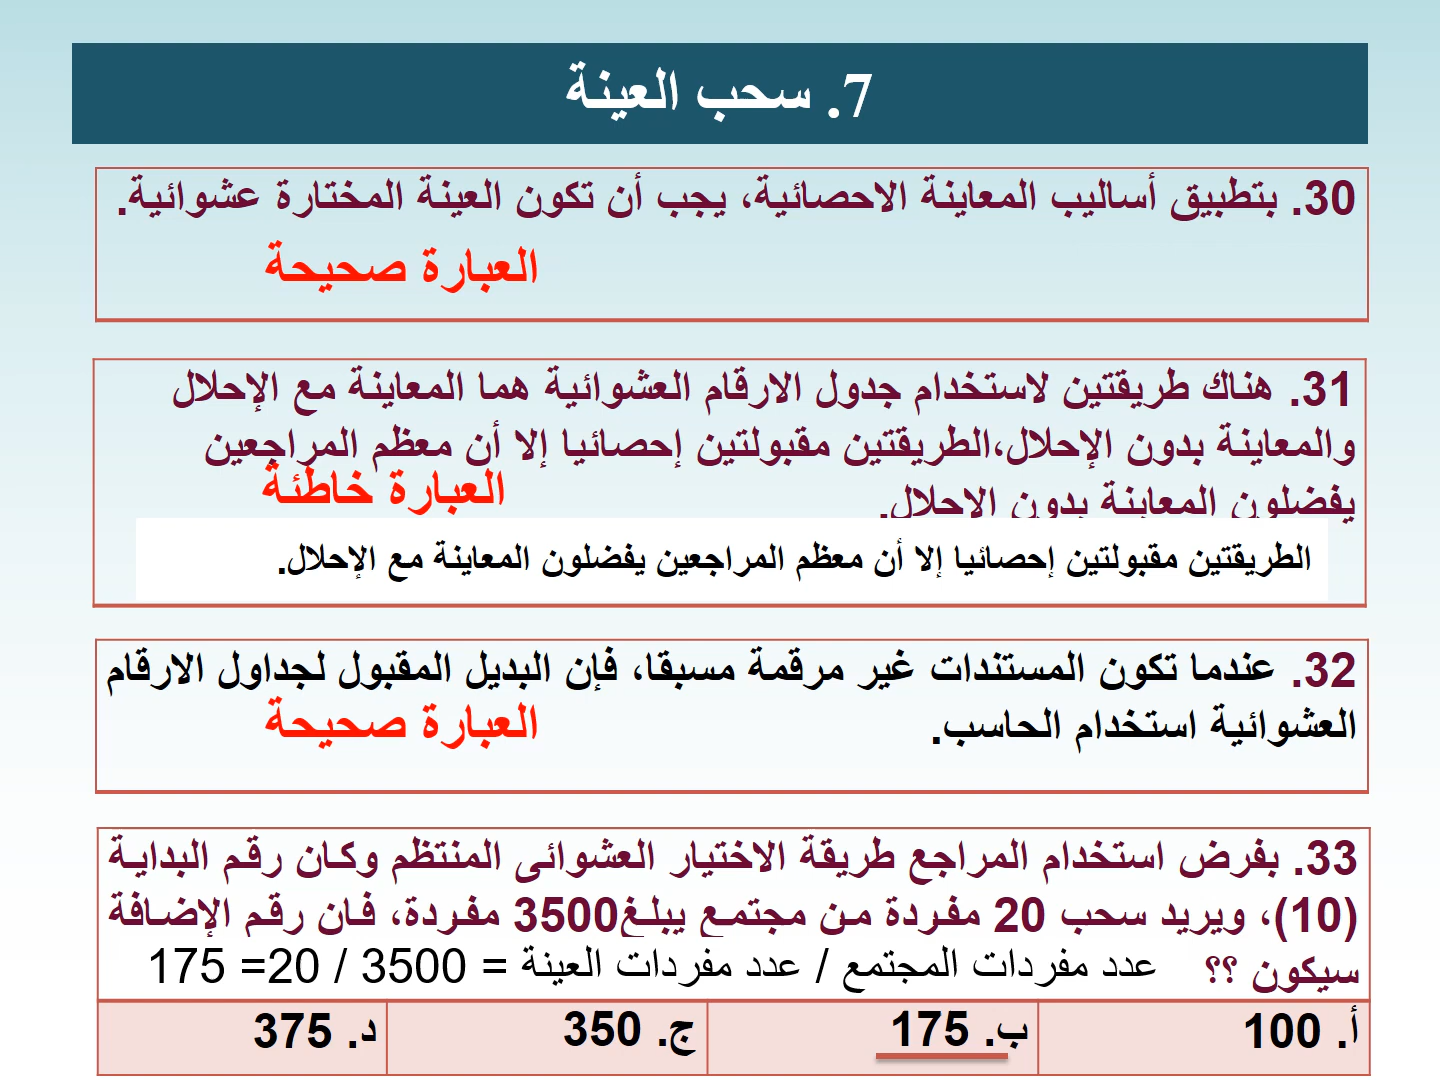 7. سحب العينة
30. بتطبيق أساليب المعاينة الاحصائية، يجب أن تكون العينة المختارة عشوائية.
العبارة صحيحة
31. هناك طريقتين لاستخدام جدول الارقام العشوائية هما المعاينة مع الإحلال
والمعاينة بدون الإحلال،الطريقتين مقبولتين إحصائيا إلا أن معظم المراجعين
العبارة خاطئة
يفضلون المعاينة بدون الإحلال.
الطريقتين مقبولتين إحصائيا إلا أن معظم المراجعين يفضلون المعاينة مع الإحلال.
32. عندما تكون المستندات غير مرقمة مسبقا، فإن البديل المقبول لجداول الارقام
العشوائية استخدام الحاسب.
العبارة صحيحة
33. بفرض استخدام المراجع طريقة الاختيار العشوائى المنتظم وكان رقم البداية
(10)، ويريد سحب 20 مفردة من مجتمع يبلغ3500 مفردة، فان رقم الإضافة
سيكون ؟؟ عدد مفردات المجتمع / عدد مفردات العينة = 3500 / 20= 175
أ. 100
ب. 175
ج. 350
د. 375